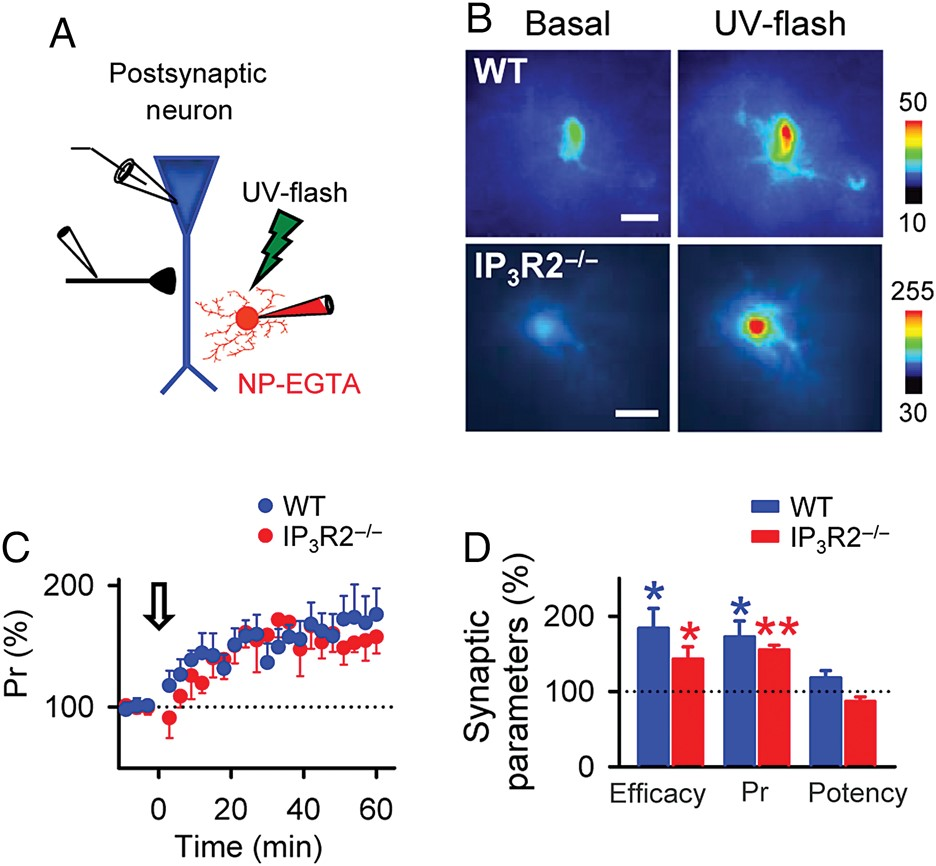 A
Postsynaptic
neuron
UV-flash
NP-EGTA
B
Basal UV-flash
WT
50
10
IP₃R2⁻/⁻
255
30
C
WT
IP₃R2⁻/⁻
Pr (%)
200
100
0 20 40 60
Time (min)
D
WT
IP₃R2⁻/⁻
Synaptic
parameters (%)
200
100
0
* * * **
Efficacy Pr Potency